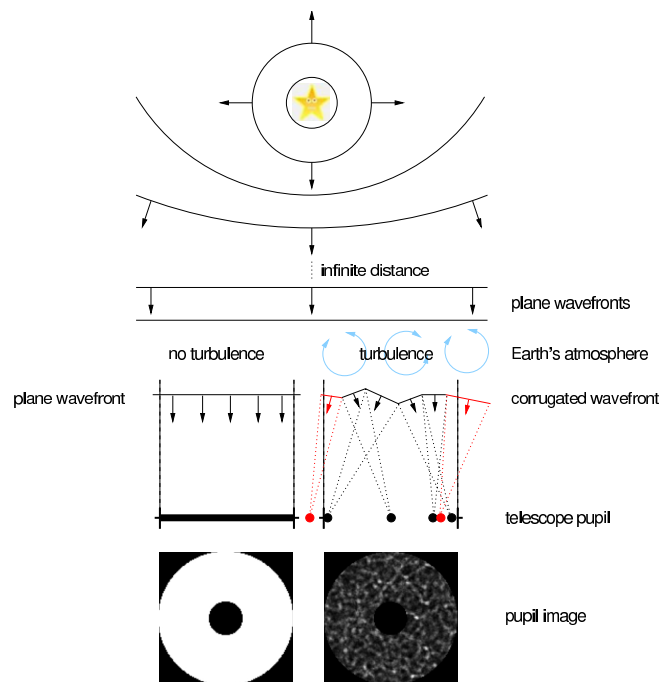 infinite distance
plane wavefronts
no turbulence
turbulence
Earth's atmosphere
plane wavefront
corrugated wavefront
telescope pupil
pupil image